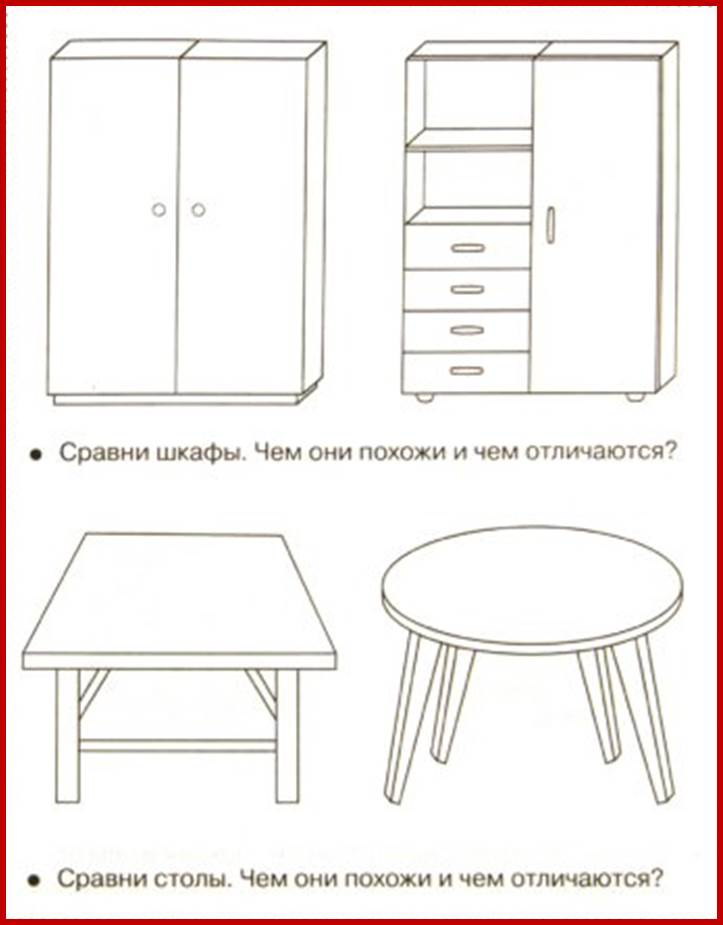 ● Сравни шкафы. Чем они похожи и чем отличаются?
● Сравни столы. Чем они похожи и чем отличаются?